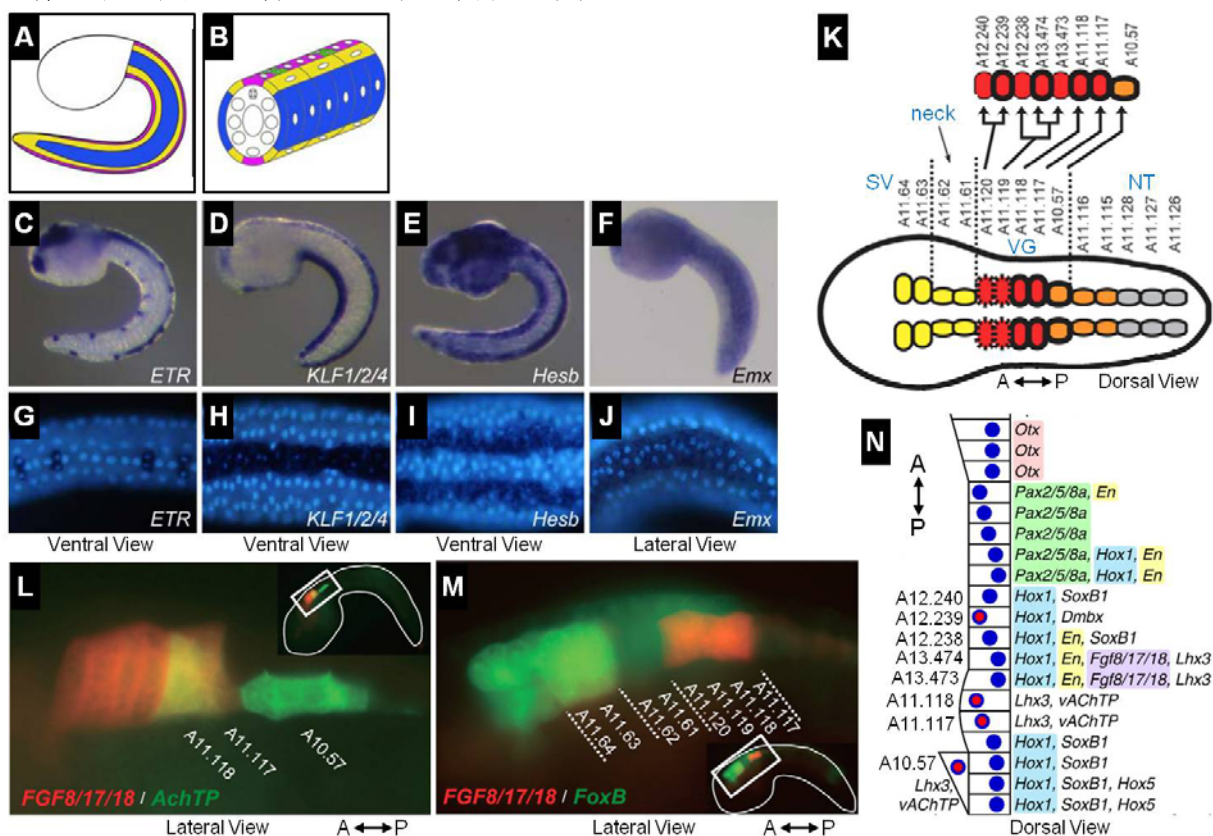 A
B
C
ETR
D
KLF1/2/4
E
Hesb
F
Emx
G
ETR
H
KLF1/2/4
I
Hesb
J
Emx
Ventral View
Ventral View
Ventral View
Lateral View
K
A12.240
A12.239
A12.238
A13.474
A13.473
A11.118
A11.117
A10.57
neck
SV
VG
NT
A11.64
A11.63
A11.62
A11.61
A11.120
A11.119
A11.118
A11.117
A10.57
A11.116
A11.115
A11.128
A11.127
A11.126
A P
Dorsal View
L
A11.118
A11.117
A10.57
FGF8/17/18 / AchTP
Lateral View A P
M
A11.64
A11.63
A11.62
A11.61
A11.120
A11.119
A11.118
A11.117
FGF8/17/18 / FoxB
Lateral View A P
N
A
P
Otx
Otx
Otx
Pax2/5/8a, En
Pax2/5/8a
Pax2/5/8a
Pax2/5/8a, Hox1, En
Pax2/5/8a, Hox1, En
A12.240 Hox1, SoxB1
A12.239 Hox1, Dmbx
A12.238 Hox1, En, SoxB1
A13.474 Hox1, En, Fgf8/17/18, Lhx3
A13.473 Hox1, En, Fgf8/17/18, Lhx3
A11.118 Lhx3, vAChTP
A11.117 Lhx3, vAChTP
Hox1, SoxB1
A10.57 Hox1, SoxB1
Lhx3, Hox1, SoxB1, Hox5
vAChTP Hox1, SoxB1, Hox5
Dorsal View